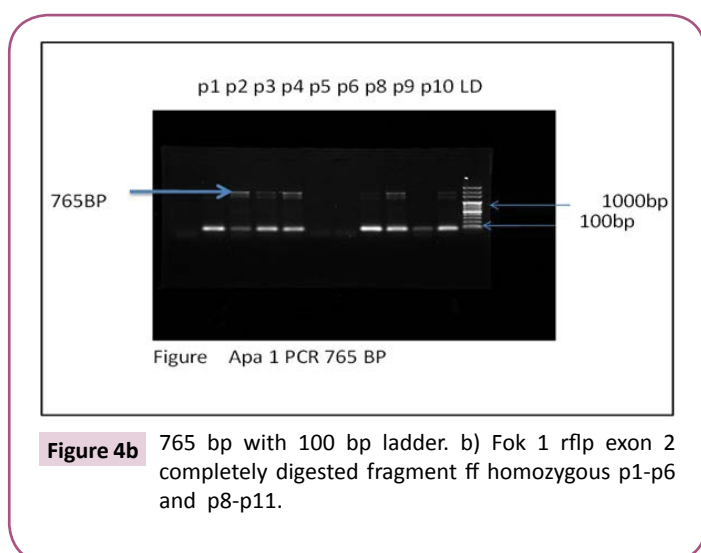 p1 p2 p3 p4 p5 p6 p8 p9 p10 LD
765BP
1000bp
100bp
Figure Apa 1 PCR 765 BP
Figure 4b
765 bp with 100 bp ladder. b) Fok 1 rflp exon 2
completely digested fragment ff homozygous p1-p6
and p8-p11.